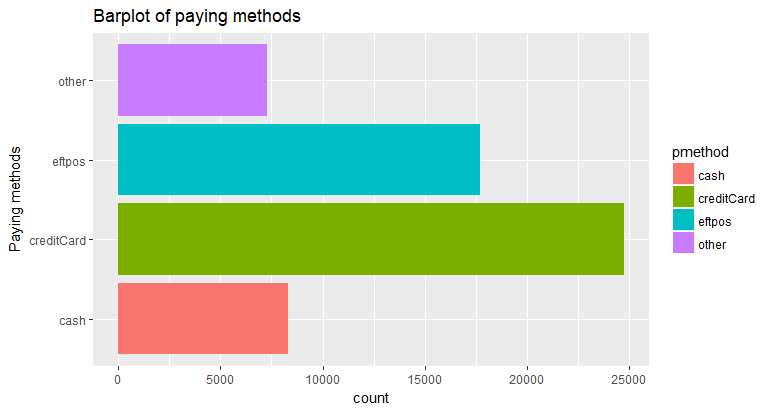 Barplot of paying methods
Paying methods
other
eftpos
creditCard
cash
0 5000 10000 15000 20000 25000
count
pmethod
cash
creditCard
eftpos
other